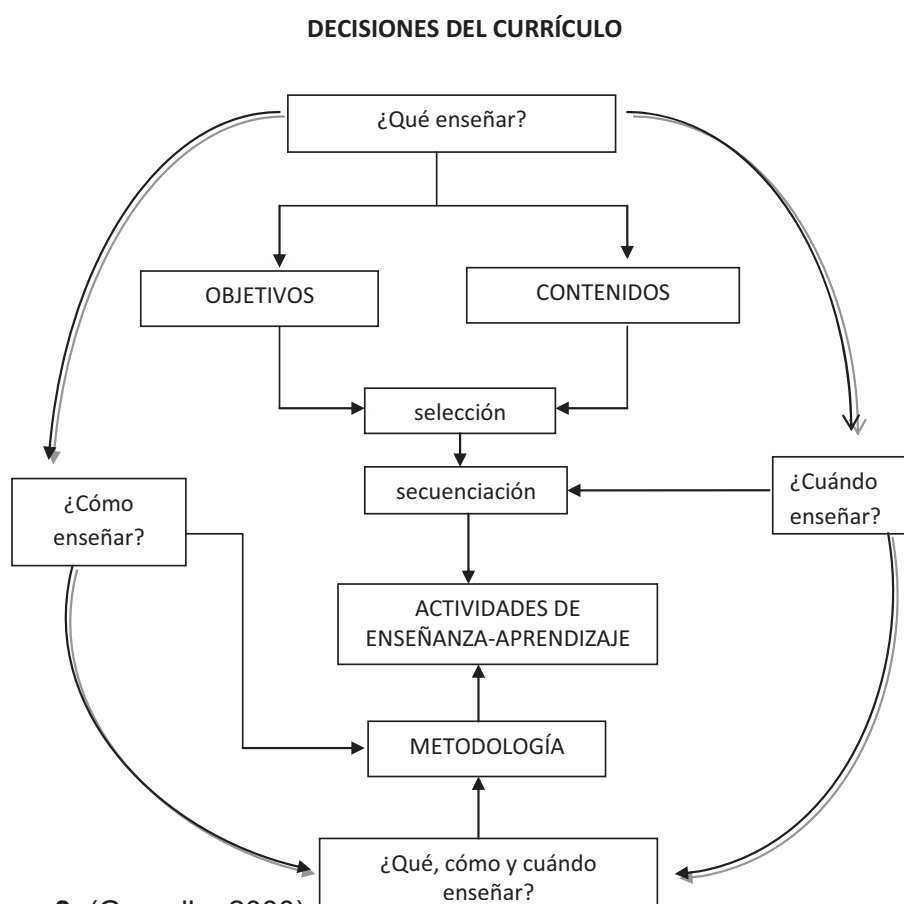 DECISIONES DEL CURRÍCULO
¿Qué enseñar?
OBJETIVOS
CONTENIDOS
selección
secuenciación
¿Cómo
enseñar?
¿Cuándo
enseñar?
ACTIVIDADES DE
ENSEÑANZA-APRENDIZAJE
METODOLOGÍA
¿Qué, cómo y cuándo
enseñar?
2000)